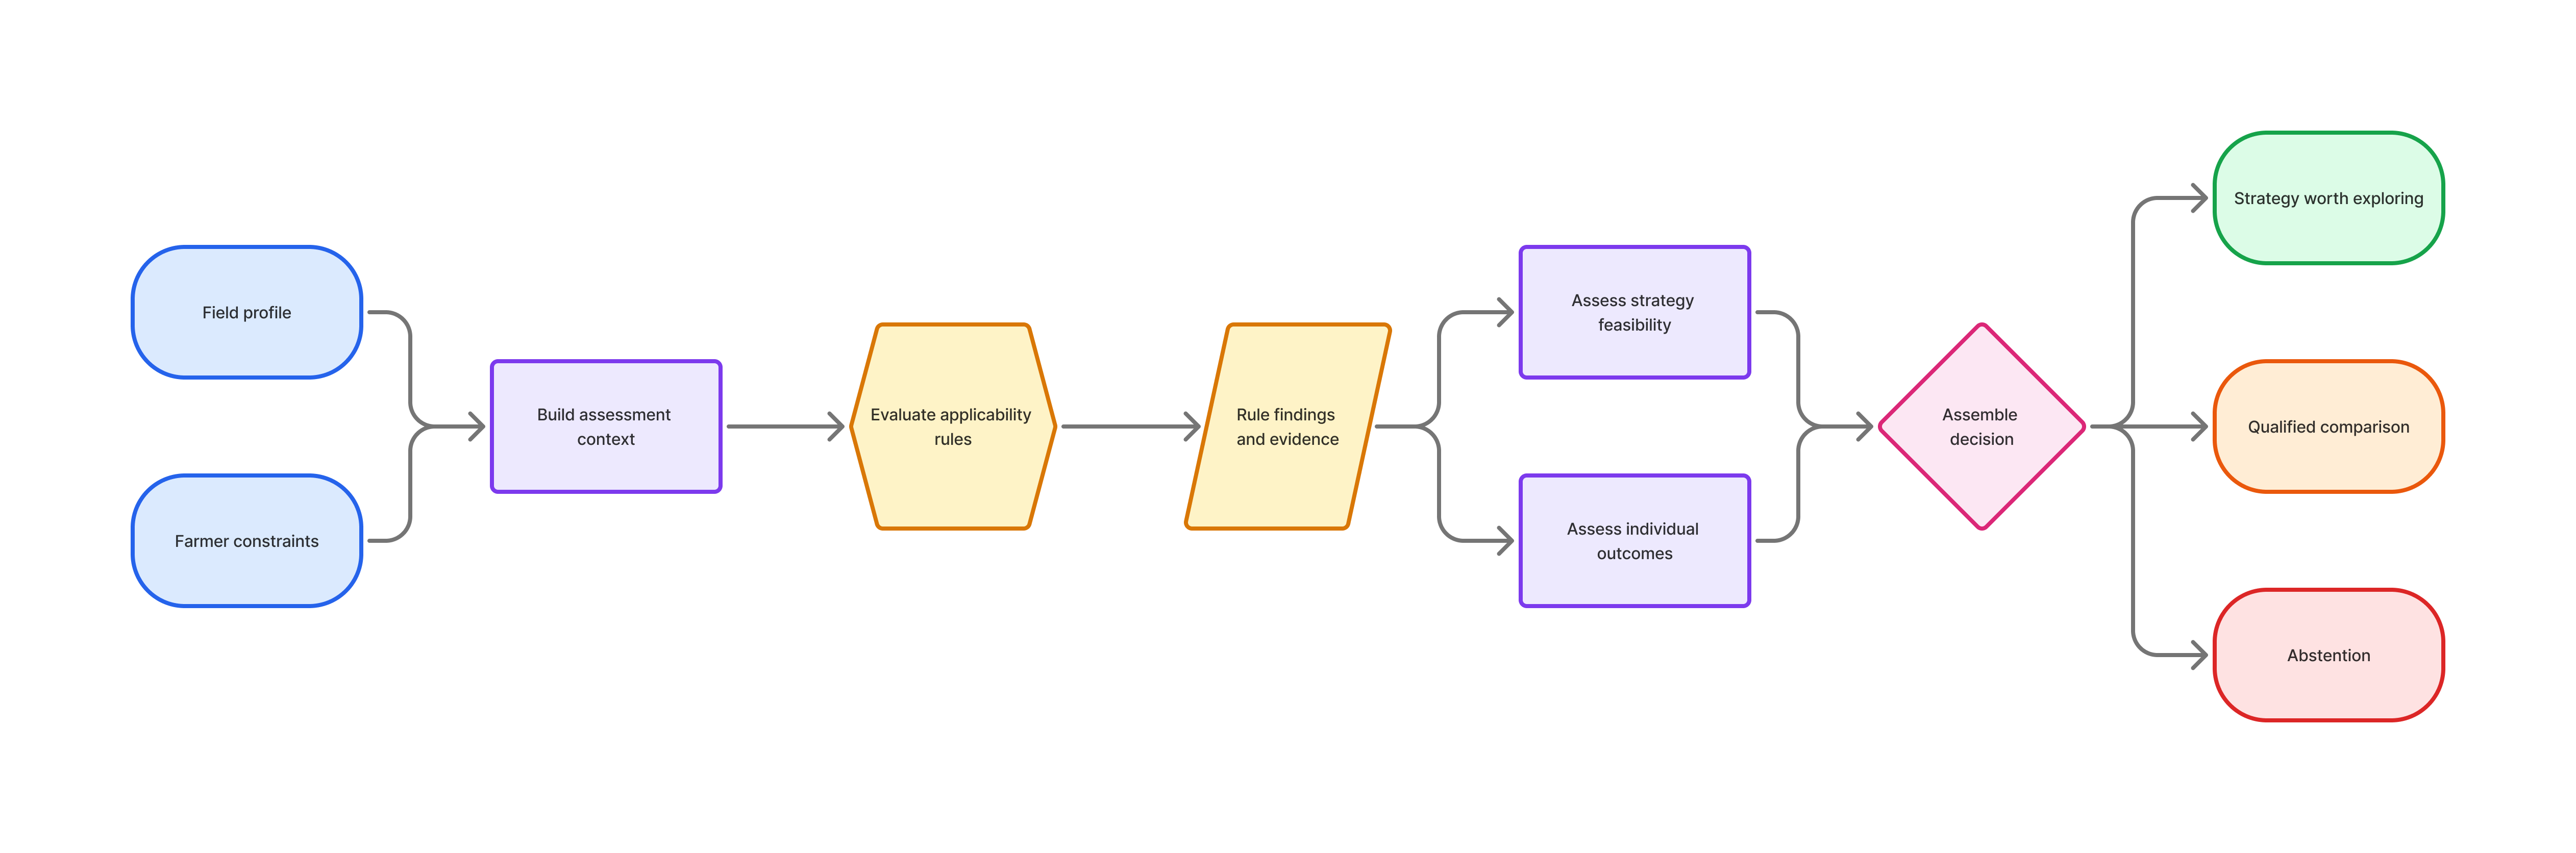 Field profile
Farmer constraints
Build assessment
context
Evaluate applicability
rules
Rule findings
and evidence
Assess strategy
feasibility
Assess individual
outcomes
Assemble
decision
Strategy worth exploring
Qualified comparison
Abstention